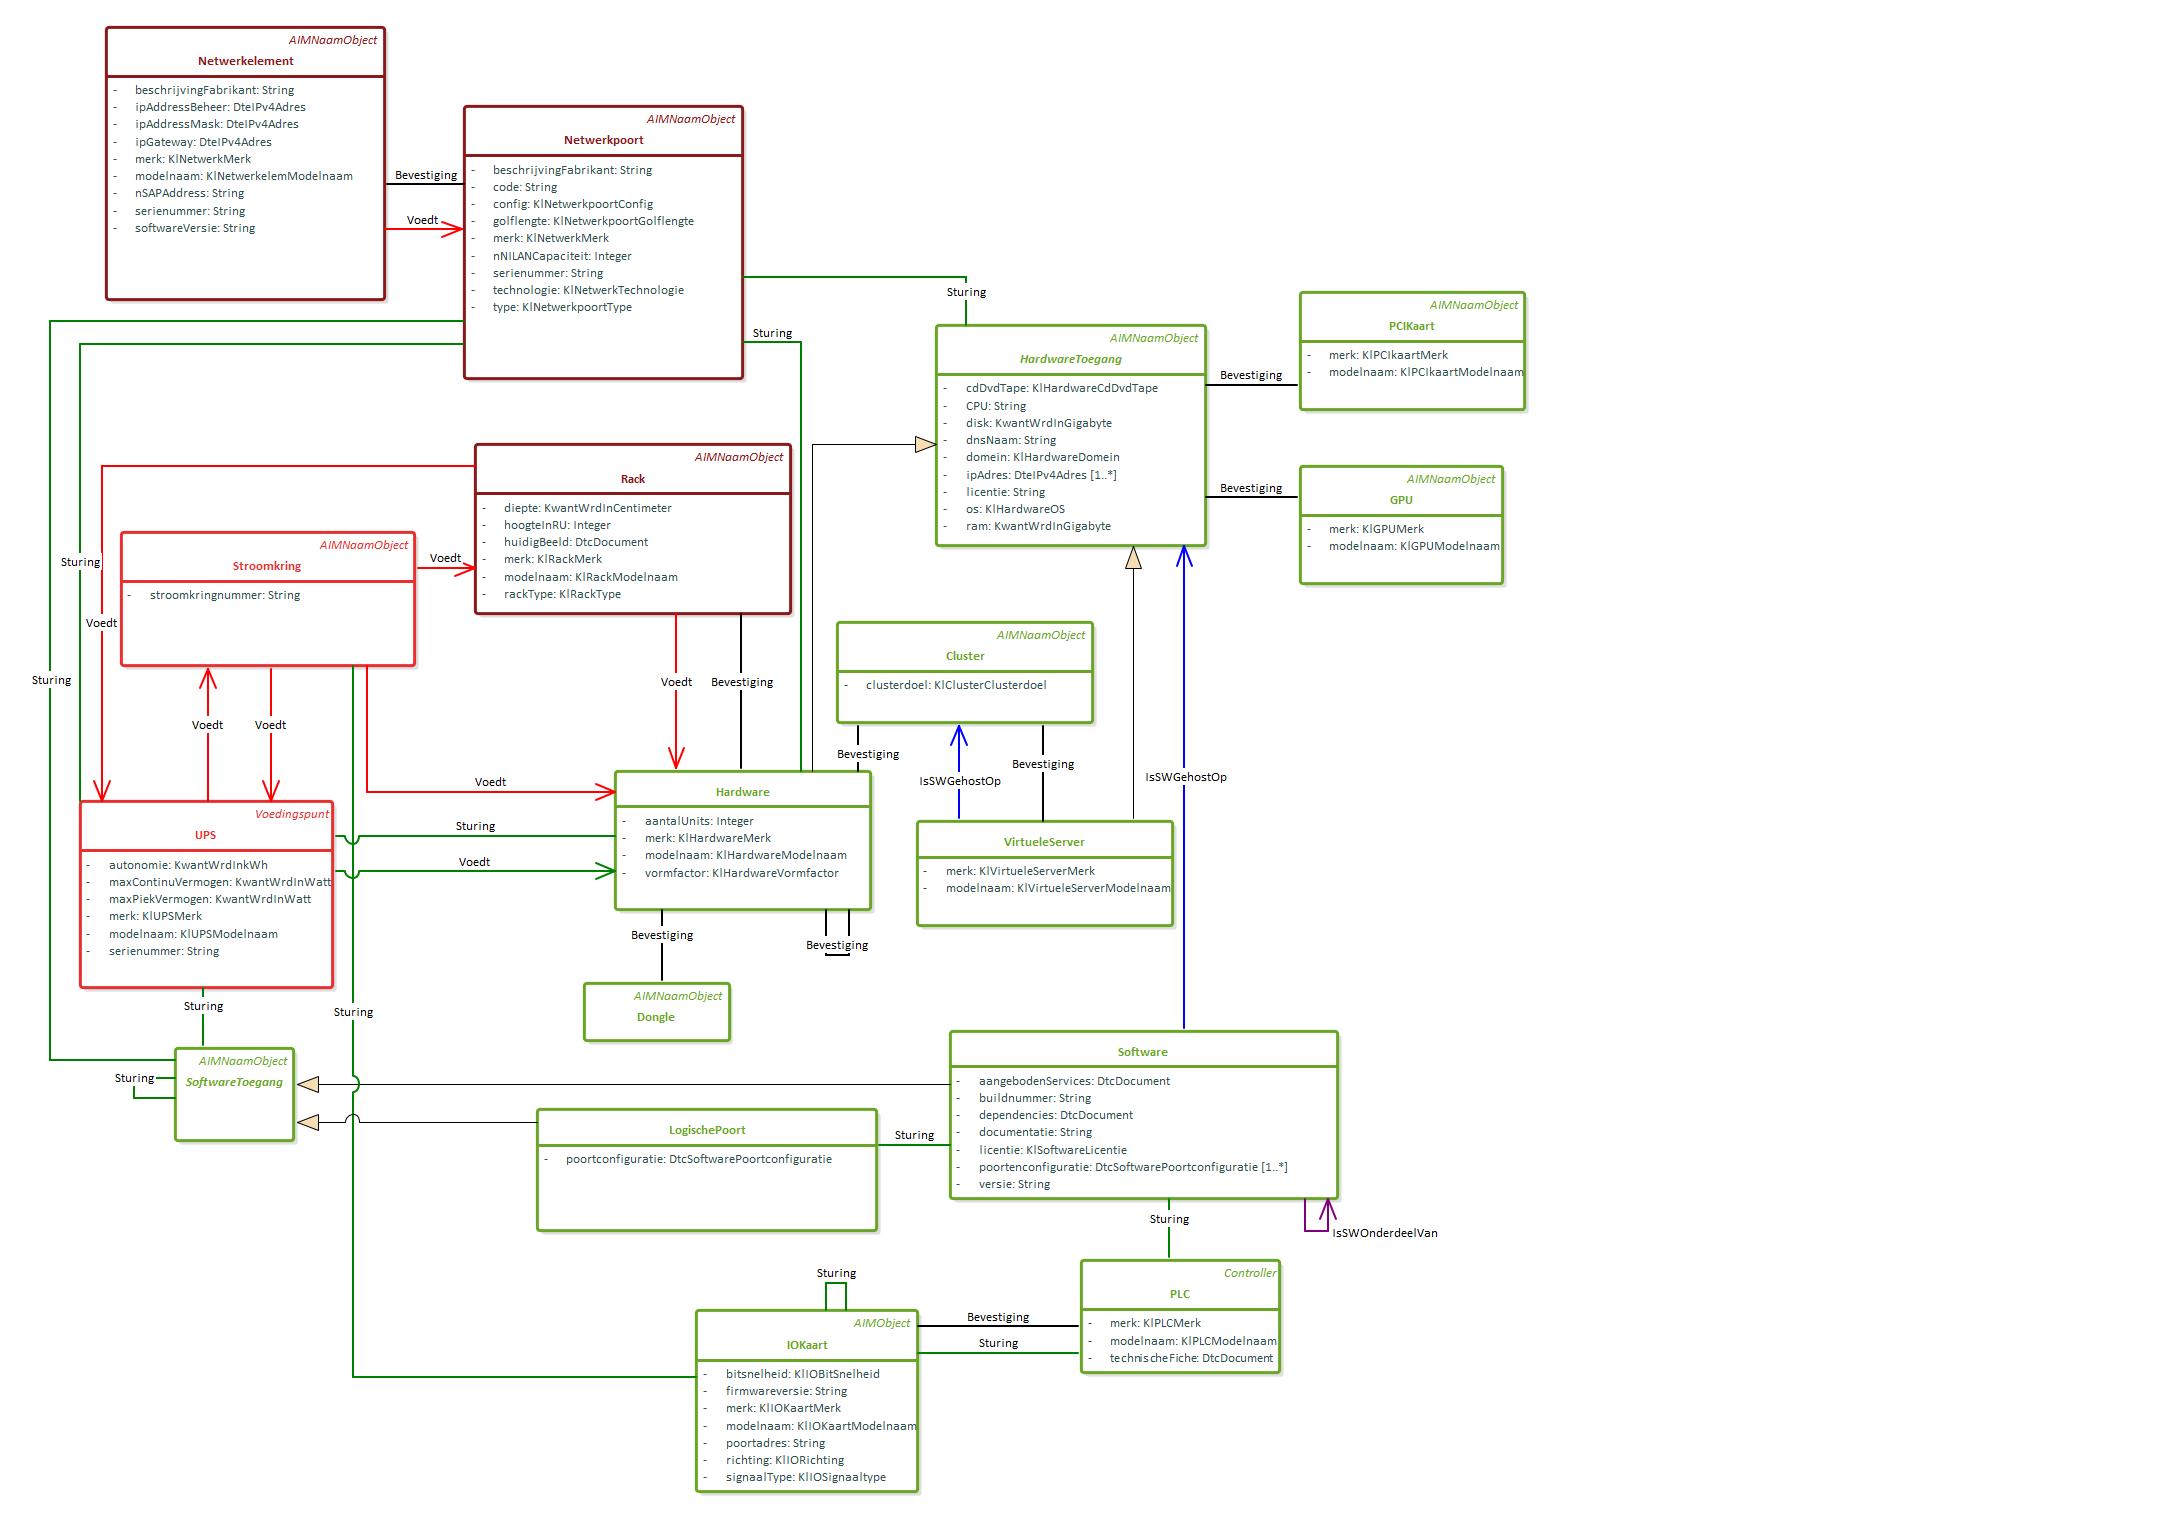 AIMNaamObject
Netwerkelement
- beschrijvingFabrikant: String
- ipAddressBeheer: DteIPv4Adres
- ipAddressMask: DteIPv4Adres
- ipGateway: DteIPv4Adres
- merk: KlNetwerkMerk
- modelnaam: KlNetwerkelemModelnaam
- nSAPAddress: String
- serienummer: String
- softwareVersie: String
Bevestiging
Voedt
AIMNaamObject
Netwerkpoort
- beschrijvingFabrikant: String
- code: String
- config: KlNetwerkpoortConfig
- golflengte: KlNetwerkpoortGolflengte
- merk: KlNetwerkMerk
- nNILANCapaciteit: Integer
- serienummer: String
- technologie: KlNetwerkTechnologie
- type: KlNetwerkpoortType
Sturing
Sturing
AIMNaamObject
HardwareToegang
- cdDvdTape: KlHardwareCdDvdTape
- CPU: String
- disk: KwantWrdInGigabyte
- dnsNaam: String
- domein: KlHardwareDomein
- ipAdres: DteIPv4Adres [1..*]
- licentie: String
- os: KlHardwareOS
- ram: KwantWrdInGigabyte
Bevestiging
Bevestiging
AIMNaamObject
PCIKaart
- merk: KlPCIkaartMerk
- modelnaam: KlPCIkaartModelnaam
AIMNaamObject
GPU
- merk: KlGPUMerk
- modelnaam: KlGPUModelnaam
AIMNaamObject
Rack
- diepte: KwantWrdInCentimeter
- hoogteInRU: Integer
- huidigBeeld: DtcDocument
- merk: KlRackMerk
- modelnaam: KlRackModelnaam
- rackType: KlRackType
Sturing
Voedt
Sturing
AIMNaamObject
Stroomkring
- stroomkringnummer: String
Voedt
Voedt
Voedt
Voedt
Bevestiging
AIMNaamObject
Cluster
- clusterdoel: KlClusterClusterdoel
Bevestiging
IsSWGehostOp
Bevestiging
IsSWGehostOp
Voedt
Sturing
Voedt
Voedingspunt
UPS
- autonomie: KwantWrdInkWh
- maxContinuVermogen: KwantWrdInWatt
- maxPiekVermogen: KwantWrdInWatt
- merk: KlUPSMerk
- modelnaam: KlUPSModelnaam
- serienummer: String
Hardware
- aantalUnits: Integer
- merk: KlHardwareMerk
- modelnaam: KlHardwareModelnaam
- vormfactor: KlHardwareVormfactor
VirtueleServer
- merk: KlVirtueleServerMerk
- modelnaam: KlVirtueleServerModelnaam
Bevestiging
Bevestiging
Sturing
Sturing
AIMNaamObject
Dongle
AIMNaamObject
SoftwareToegang
Sturing
Software
- aangebodenServices: DtcDocument
- buildnummer: String
- dependencies: DtcDocument
- documentatie: String
- licentie: KlSoftwareLicentie
- poortenconfiguratie: DtcSoftwarePoortconfiguratie [1..*]
- versie: String
LogischePoort
- poortconfiguratie: DtcSoftwarePoortconfiguratie
Sturing
Sturing
IsSWOnderdeelVan
Sturing
Controller
PLC
- merk: KlPLCMerk
- modelnaam: KlPLCModelnaam
- technischeFiche: DtcDocument
Bevestiging
Sturing
AIMObject
IOKaart
- bitsnelheid: KlIOBitSnelheid
- firmwareversie: String
- merk: KlIOKaartMerk
- modelnaam: KlIOKaartModelnaam
- poortadres: String
- richting: KlIORichting
- signaalType: KlIOSignaaltype